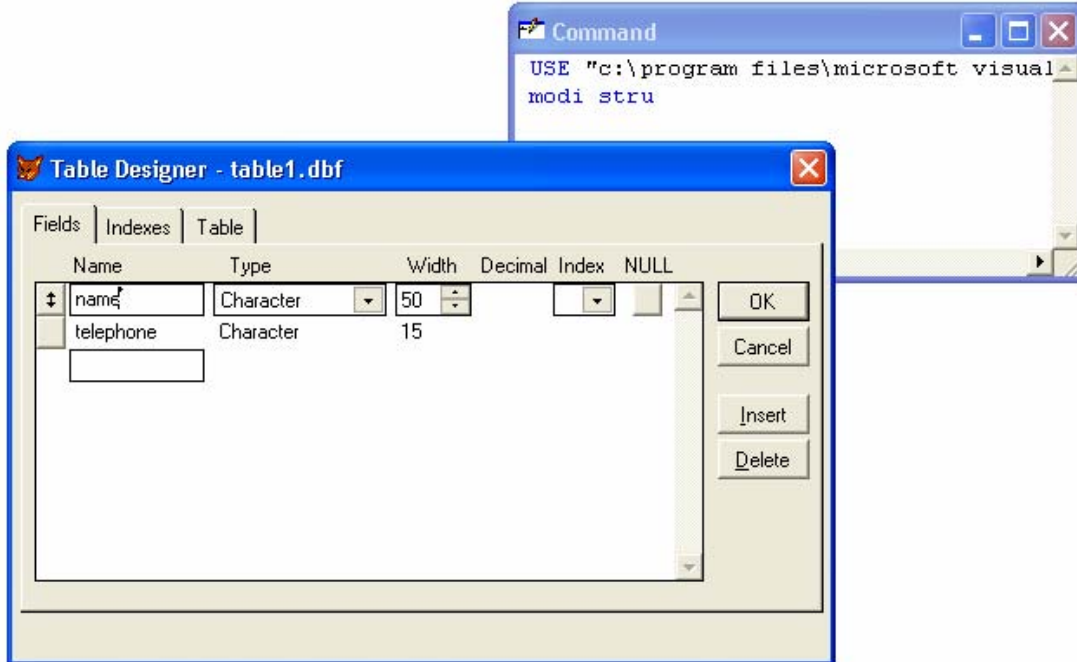 Command
USE "c:\program files\microsoft visual
modi stru
Table Designer - table1.dbf
Fields Indexes Table
Name Type Width Decimal Index NULL
name Character 50 OK
telephone Character 15
Cancel
Insert
Delete